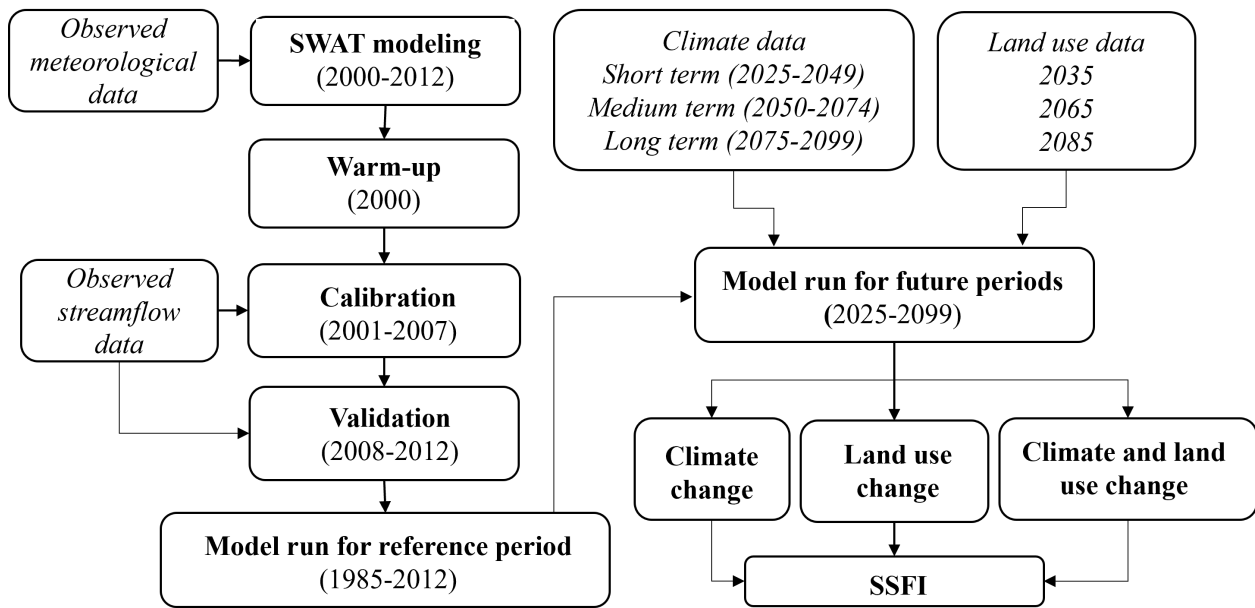 Observed
meteorological
data
SWAT modeling
(2000-2012)
Warm-up
(2000)
Observed
streamflow
data
Calibration
(2001-2007)
Validation
(2008-2012)
Model run for reference period
(1985-2012)
Climate data
Short term (2025-2049)
Medium term (2050-2074)
Long term (2075-2099)
Land use data
2035
2065
2085
Model run for future periods
(2025-2099)
Climate
change
Land use
change
Climate and land
use change
SSFI